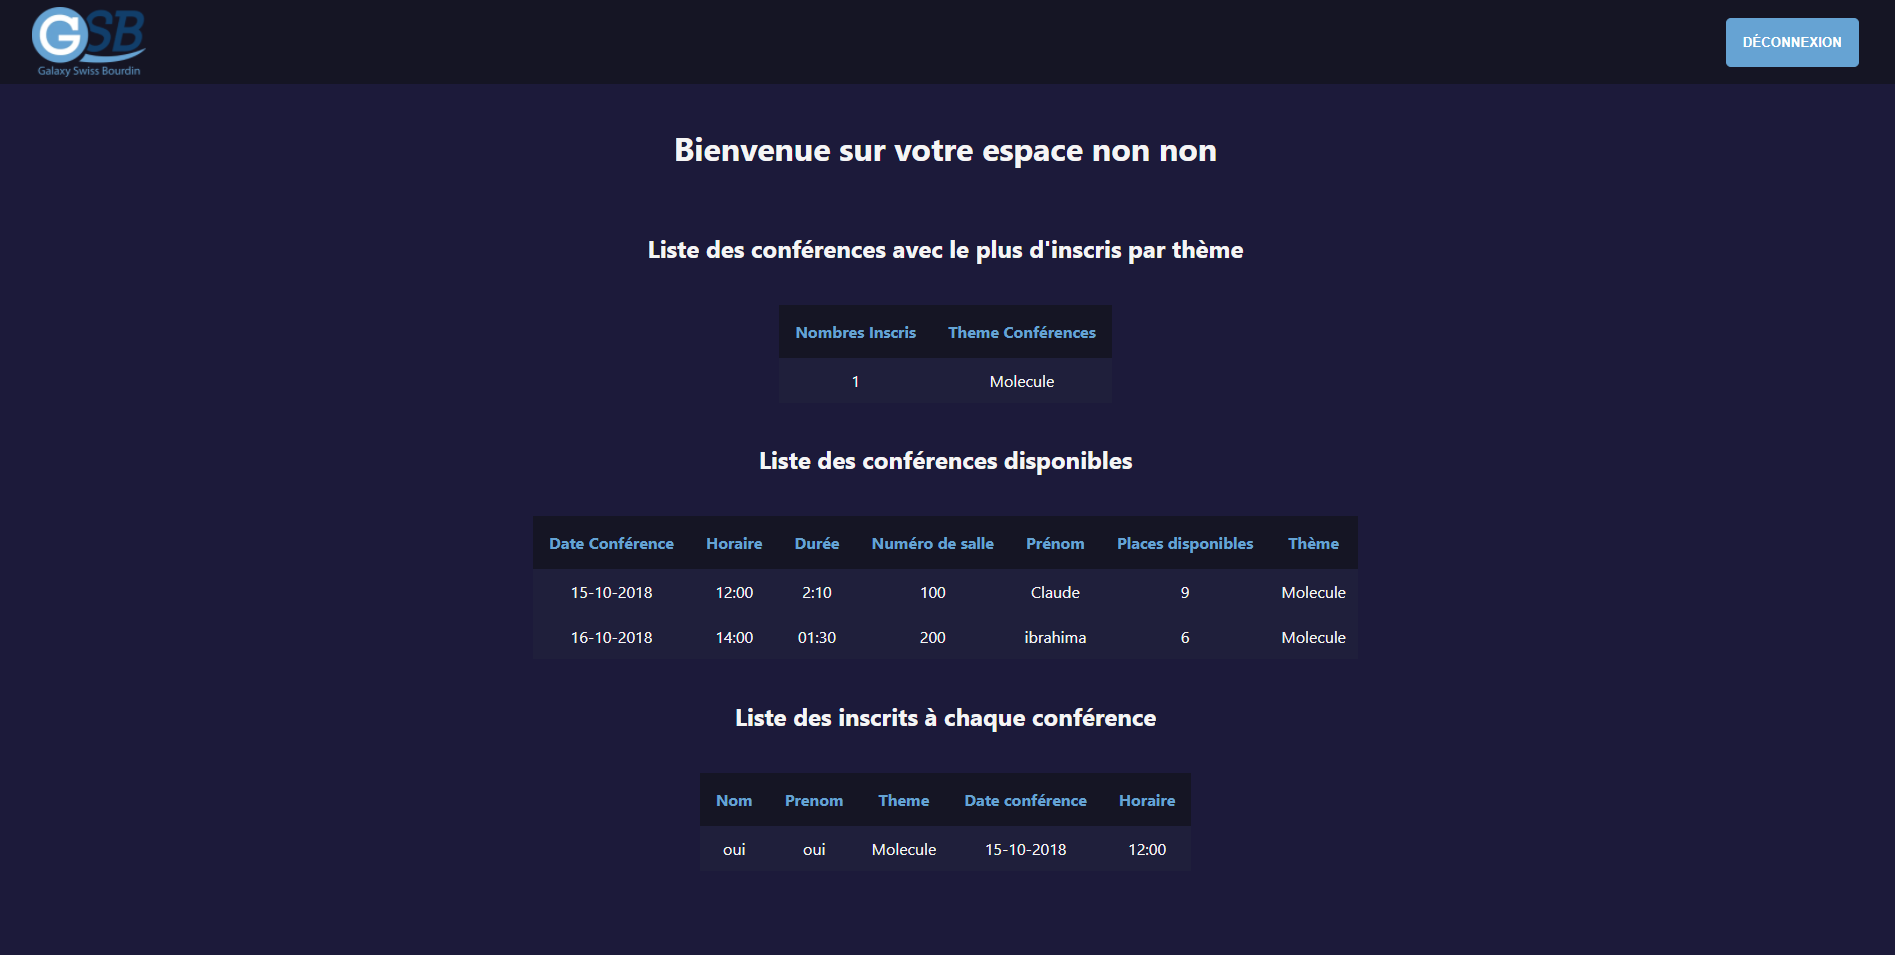 GSB
Galaxy Swiss Bourdin
DÉCONNEXION
Bienvenue sur votre espace non non
Liste des conférences avec le plus d'inscris par thème
Nombres Inscris Theme Conférences
1 Molecule
Liste des conférences disponibles
Date Conférence Horaire Durée Numéro de salle Prénom Places disponibles Thème
15-10-2018 12:00 2:10 100 Claude 9 Molecule
16-10-2018 14:00 01:30 200 ibrahima 6 Molecule
Liste des inscrits à chaque conférence
Nom Prenom Theme Date conférence Horaire
oui oui Molecule 15-10-2018 12:00